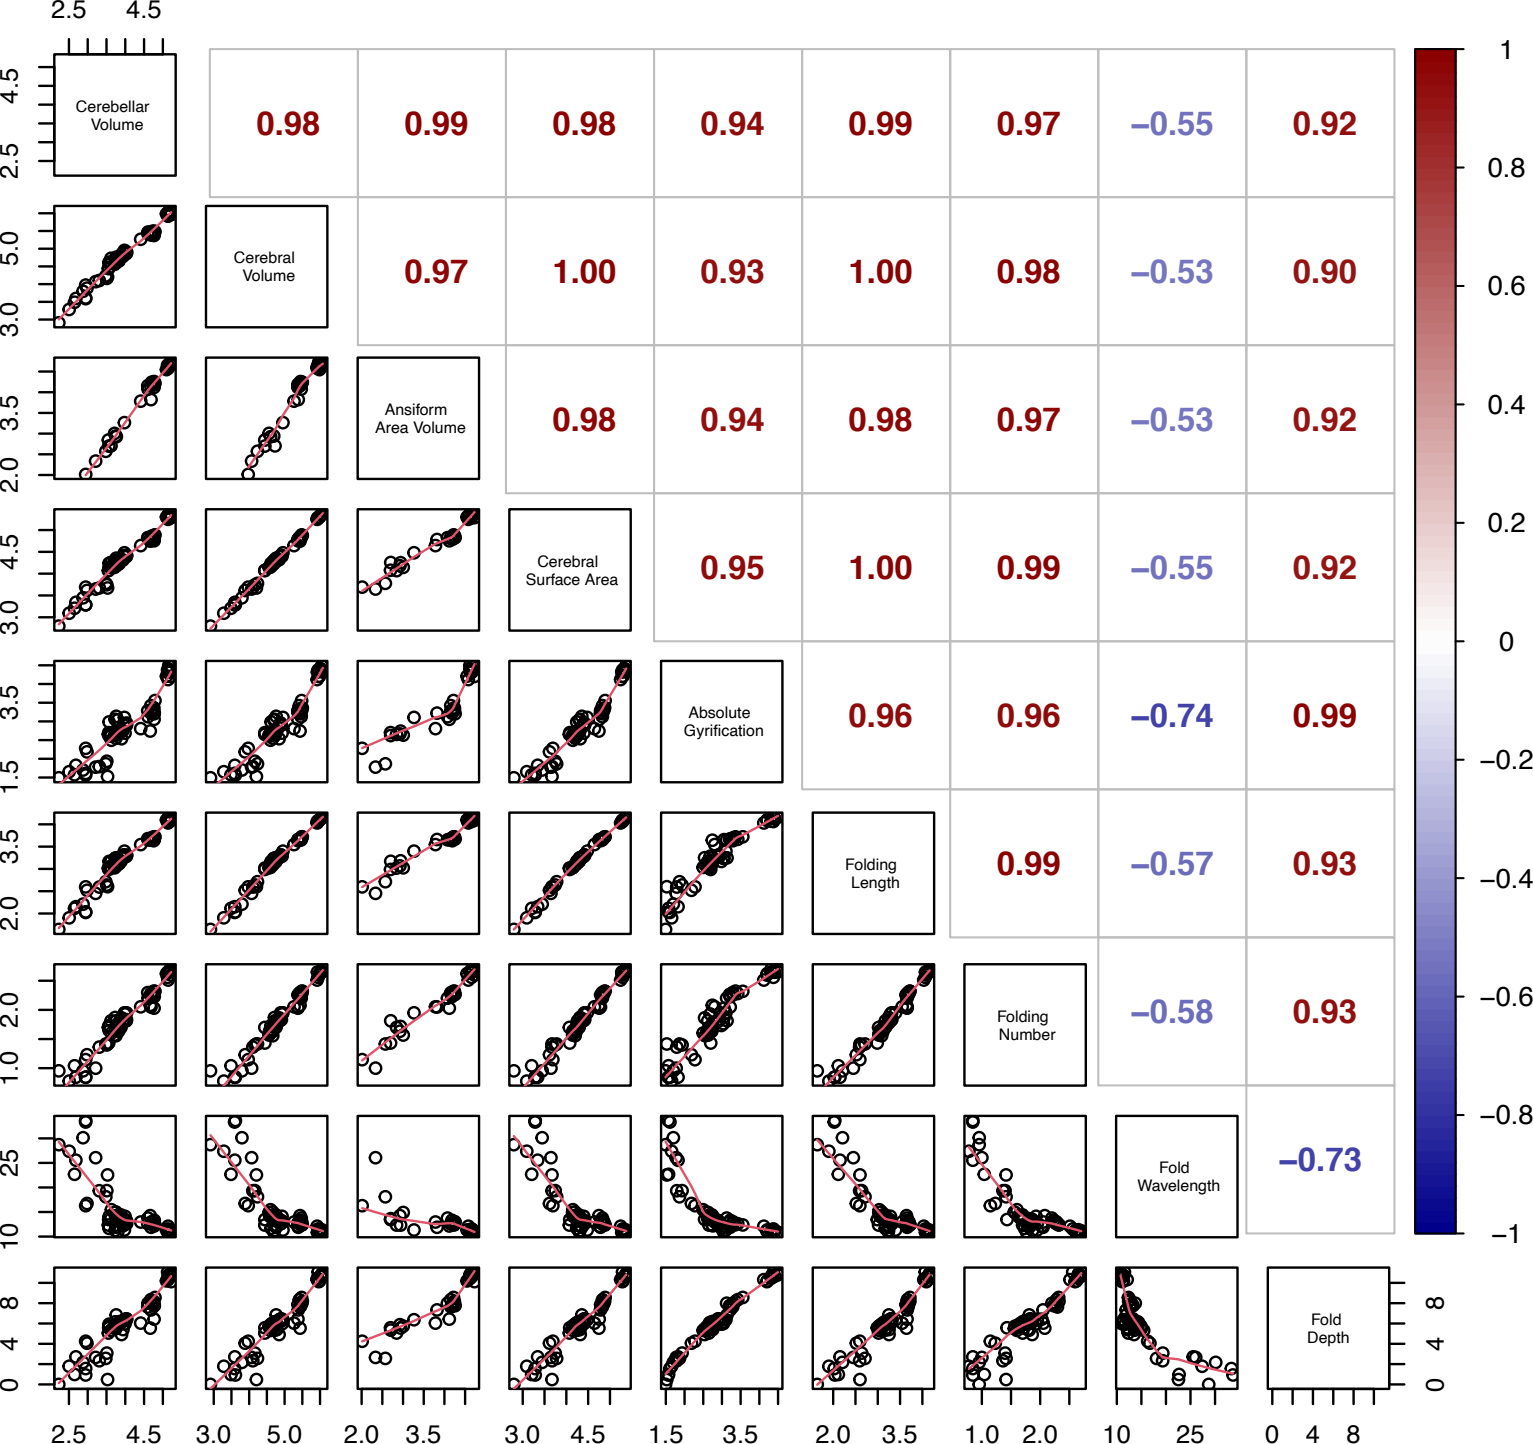 2.5 4.5
4.5
2.5
Cerebellar
Volume
0.98 0.99 0.98 0.94 0.99 0.97 −0.55 0.92
1
0.8
5.0
3.0
Cerebral
Volume
0.97 1.00 0.93 1.00 0.98 −0.53 0.90
0.6
3.5
2.0
Ansiform
Area Volume
0.98 0.94 0.98 0.97 −0.53 0.92
0.4
4.5
3.0
Cerebral
Surface Area
0.95 1.00 0.99 −0.55 0.92
0.2
0
3.5
1.5
Absolute
Gyrification
0.96 0.96 −0.74 0.99
−0.2
3.5
2.0
Folding
Length
0.99 −0.57 0.93
−0.4
2.0
1.0
Folding
Number
−0.58 0.93
−0.6
25
10
Fold
Wavelength
−0.73
−0.8
−1
8
4
0
Fold
Depth
8
4
0
2.5 4.5 3.0 5.0 2.0 3.5 3.0 4.5 1.5 3.5 2.0 3.5 1.0 2.0 10 25 0 4 8